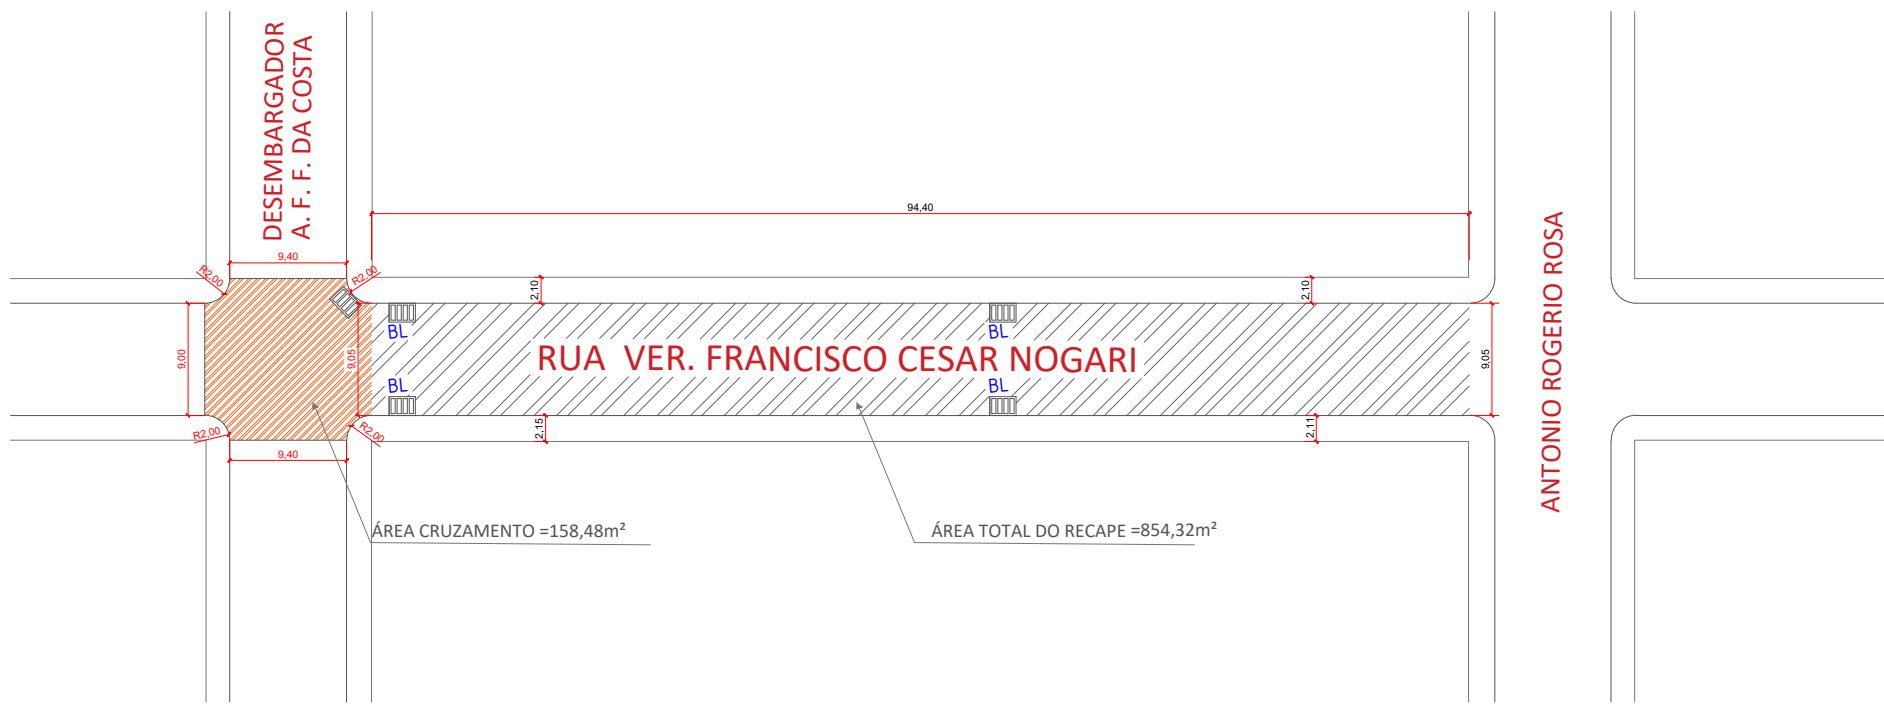 DESEMBARGADOR
A. F. F. DA COSTA
94,40
9,40
R2,00
R2,00
2,10
2,10
BL
BL
9,00
9,05
RUA VER. FRANCISCO CESAR NOGARI
9,05
ANTONIO ROGERIO ROSA
BL
BL
R2,00
R2,00
2,15
2,11
9,40
ÁREA CRUZAMENTO =158,48m²
ÁREA TOTAL DO RECAPE =854,32m²